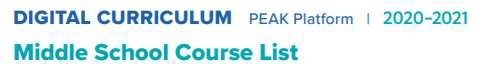 DIGITAL CURRICULUM PEAK Platform | 2020-2021
Middle School Course List